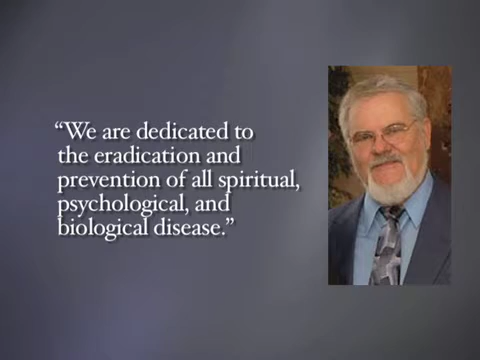 “We are dedicated to
the eradication and
prevention of all spiritual,
psychological, and
biological disease.”